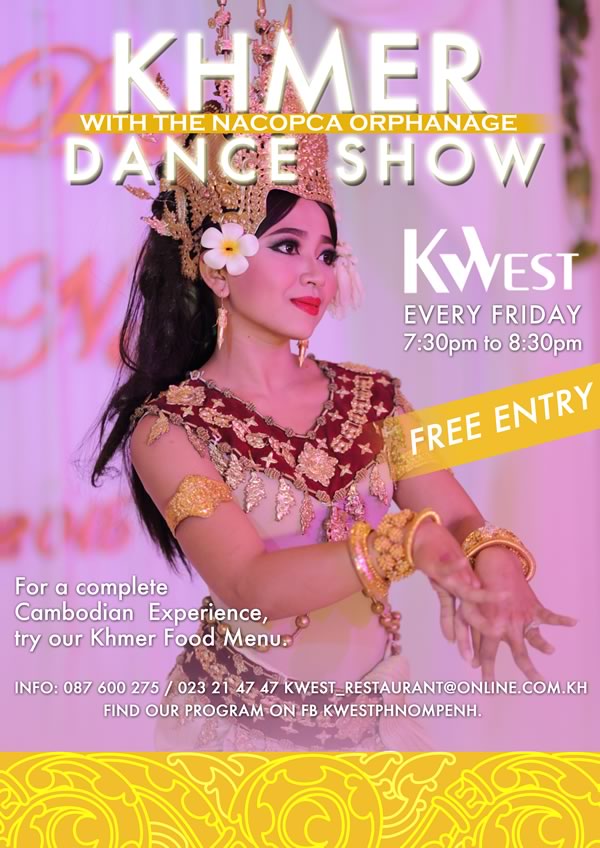 KHMER
WITH THE NACOPCA ORPHANAGE
DANCE SHOW
KWEST
EVERY FRIDAY
7:30pm to 8:30pm
FREE ENTRY
For a complete
Cambodian Experience,
try our Khmer Food Menu.
INFO: 087 600 275 / 023 21 47 47 KWEST_RESTAURANT@ONLINE.COM.KH
FIND OUR PROGRAM ON FB KWESTPHNOMPENH.